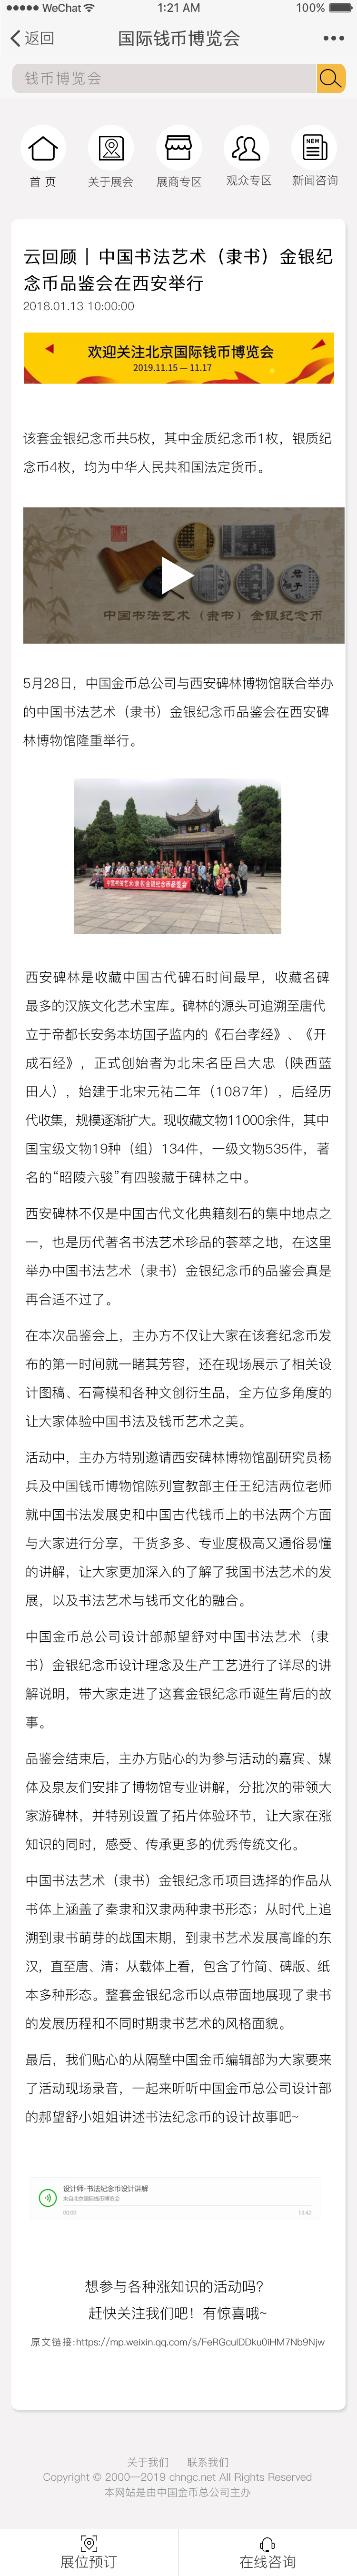 WeChat
1:21 AM
100%
返回
国际钱币博览会
钱币博览会
首 页
关于展会
展商专区
观众专区
NEW
新闻咨询
云回顾｜中国书法艺术（隶书）金银纪
念币品鉴会在西安举行
2018.01.13 10:00:00
欢迎关注北京国际钱币博览会
2019.11.15 — 11.17
该套金银纪念币共5枚，其中金质纪念币1枚，银质纪
念币4枚，均为中华人民共和国法定货币。
中国书法艺术（隶书）金银纪念币
5月28日，中国金币总公司与西安碑林博物馆联合举办
的中国书法艺术（隶书）金银纪念币品鉴会在西安碑
林博物馆隆重举行。
中国书法艺术(隶书)金银纪念币品鉴会
西安碑林是收藏中国古代碑石时间最早，收藏名碑
最多的汉族文化艺术宝库。碑林的源头可追溯至唐代
立于帝都长安务本坊国子监内的《石台孝经》、《开
成石经》，正式创始者为北宋名臣吕大忠（陕西蓝
田人），始建于北宋元祐二年（1087年），后经历
代收集，规模逐渐扩大。现收藏文物11000余件，其中
国宝级文物19种（组）134件，一级文物535件，著
名的“昭陵六骏”有四骏藏于碑林之中。
西安碑林不仅是中国古代文化典籍刻石的集中地点之
一，也是历代著名书法艺术珍品的荟萃之地，在这里
举办中国书法艺术（隶书）金银纪念币的品鉴会真是
再合适不过了。
在本次品鉴会上，主办方不仅让大家在该套纪念币发
布的第一时间就一睹其芳容，还在现场展示了相关设
计图稿、石膏模和各种文创衍生品，全方位多角度的
让大家体验中国书法及钱币艺术之美。
活动中，主办方特别邀请西安碑林博物馆副研究员杨
兵及中国钱币博物馆陈列宣教部主任王纪洁两位老师
就中国书法发展史和中国古代钱币上的书法两个方面
与大家进行分享，干货多多、专业度极高又通俗易懂
的讲解，让大家更加深入的了解了我国书法艺术的发
展，以及书法艺术与钱币文化的融合。
中国金币总公司设计部郝望舒对中国书法艺术（隶
书）金银纪念币设计理念及生产工艺进行了详尽的讲
解说明，带大家走进了这套金银纪念币诞生背后的故
事。
品鉴会结束后，主办方贴心的为参与活动的嘉宾、媒
体及泉友们安排了博物馆专业讲解，分批次的带领大
家游碑林，并特别设置了拓片体验环节，让大家在涨
知识的同时，感受、传承更多的优秀传统文化。
中国书法艺术（隶书）金银纪念币项目选择的作品从
书体上涵盖了秦隶和汉隶两种隶书形态；从时代上追
溯到隶书萌芽的战国末期，到隶书艺术发展高峰的东
汉，直至唐、清；从载体上看，包含了竹简、碑版、纸
本多种形态。整套金银纪念币以点带面地展现了隶书
的发展历程和不同时期隶书艺术的风格面貌。
最后，我们贴心的从隔壁中国金币编辑部为大家要来
了活动现场录音，一起来听听中国金币总公司设计部
的郝望舒小姐姐讲述书法纪念币的设计故事吧~
设计师-书法纪念币设计讲解
来自北京国际钱币博览会
00:00
13:42
想参与各种涨知识的活动吗？
赶快关注我们吧！有惊喜哦~
原文链接:https://mp.weixin.qq.com/s/FeRGculDDku0iHM7Nb9Njw
关于我们 联系我们
Copyright © 2000—2019 chngc.net All Rights Reserved
本网站是由中国金币总公司主办
展位预订
在线咨询